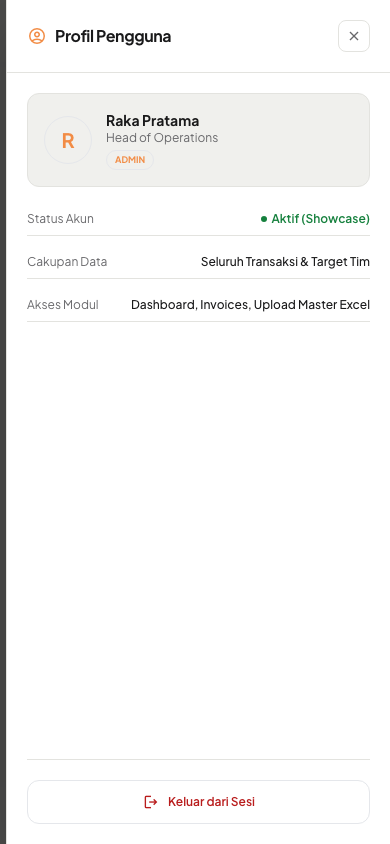 Profil Pengguna
R
Raka Pratama
Head of Operations
ADMIN
Status Akun
Aktif (Showcase)
Cakupan Data
Seluruh Transaksi & Target Tim
Akses Modul
Dashboard, Invoices, Upload Master Excel
Keluar dari Sesi